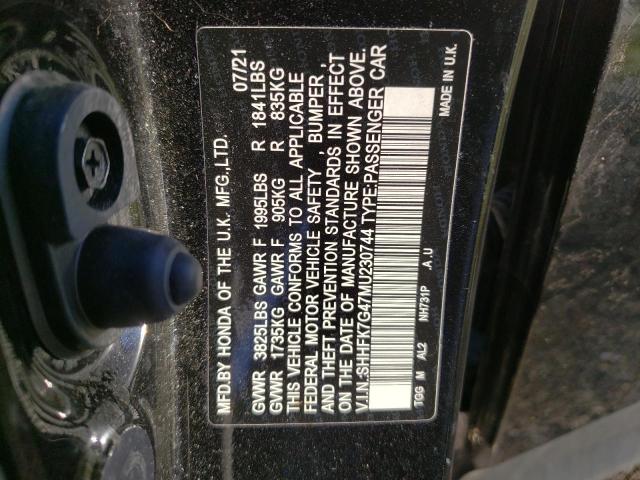 MFD.BY HONDA OF THE U.K. MFG.,LTD. 07/21
GVWR 3825LBS GAWR F 1995LBS R 1841LBS
GVWR 1735KG GAWR F 905KG R 835KG
THIS VEHICLE CONFORMS TO ALL APPLICABLE
FEDERAL MOTOR VEHICLE SAFETY , BUMPER ,
AND THEFT PREVENTION STANDARDS IN EFFECT
ON THE DATE OF MANUFACTURE SHOWN ABOVE.
V.I.N.:SHHFK7G47MU230744 TYPE:PASSENGER CAR
TGG M AL2 NH731P .A .U MADE IN U.K.